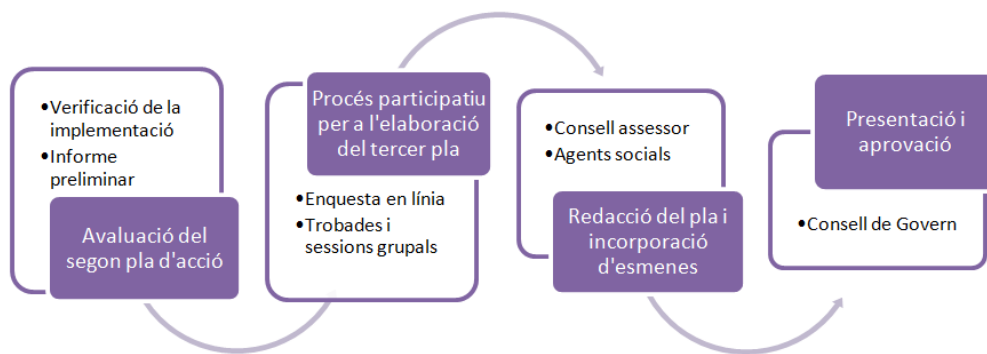 •Verificació de la
implementació
•Informe
preliminar
Avaluació del
segon pla d'acció
Procés participatiu
per a l'elaboració
del tercer pla
•Enquesta en línia
•Trobades i
sessions grupals
•Consell assessor
•Agents socials
Redacció del pla i
incorporació
d'esmenes
Presentació i
aprovació
•Consell de Govern